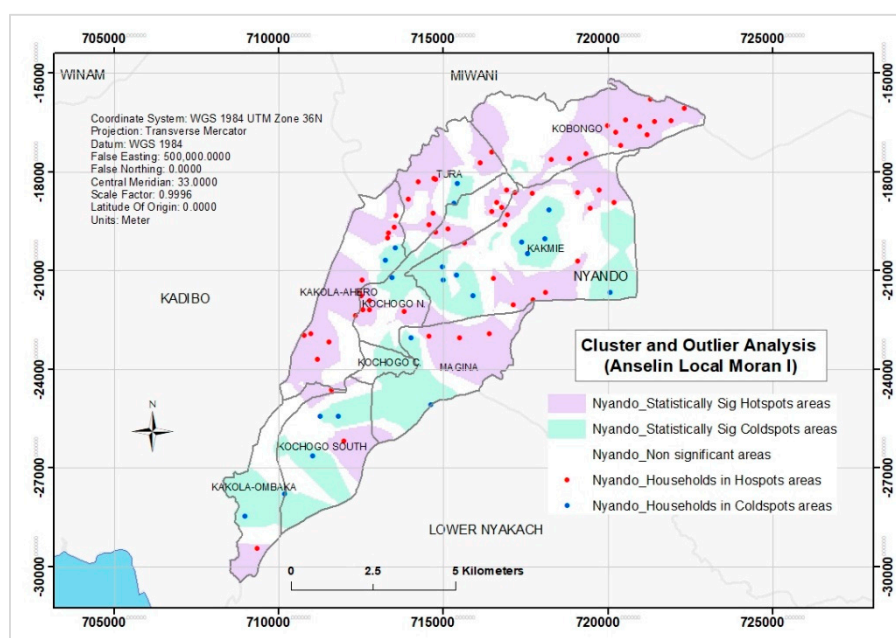 705000 710000 715000 720000 725000
-15000 -15000
WINAM MIWANI
Coordinate System: WGS 1984 UTM Zone 36N
Projection: Transverse Mercator
Datum: WGS 1984
False Easting: 500,000.0000
False Northing: 0.0000
Central Meridian: 33.0000
Scale Factor: 0.9996
Latitude Of Origin: 0.0000
Units: Meter
KOBONGO
-18000 -18000
TURA
KAKMIE
-21000 -21000
NYANDO
KAKOLA-AHERO
KADIBO
KOCHOGO N.
Cluster and Outlier Analysis
(Anselin Local Moran I)
KOCHOGO C
MAGINA
-24000 -24000
Nyando_Statistically Sig Hotspots areas
Nyando_Statistically Sig Coldspots areas
Nyando_Non significant areas
Nyando_Households in Hospots areas
Nyando_Households in Coldspots areas
N
KOCHOGO SOUTH
-27000 -27000
KAKOLA-OMBAKA
LOWER NYAKACH
0 2.5 5 Kilometers
-30000 -30000
705000 710000 715000 720000 725000